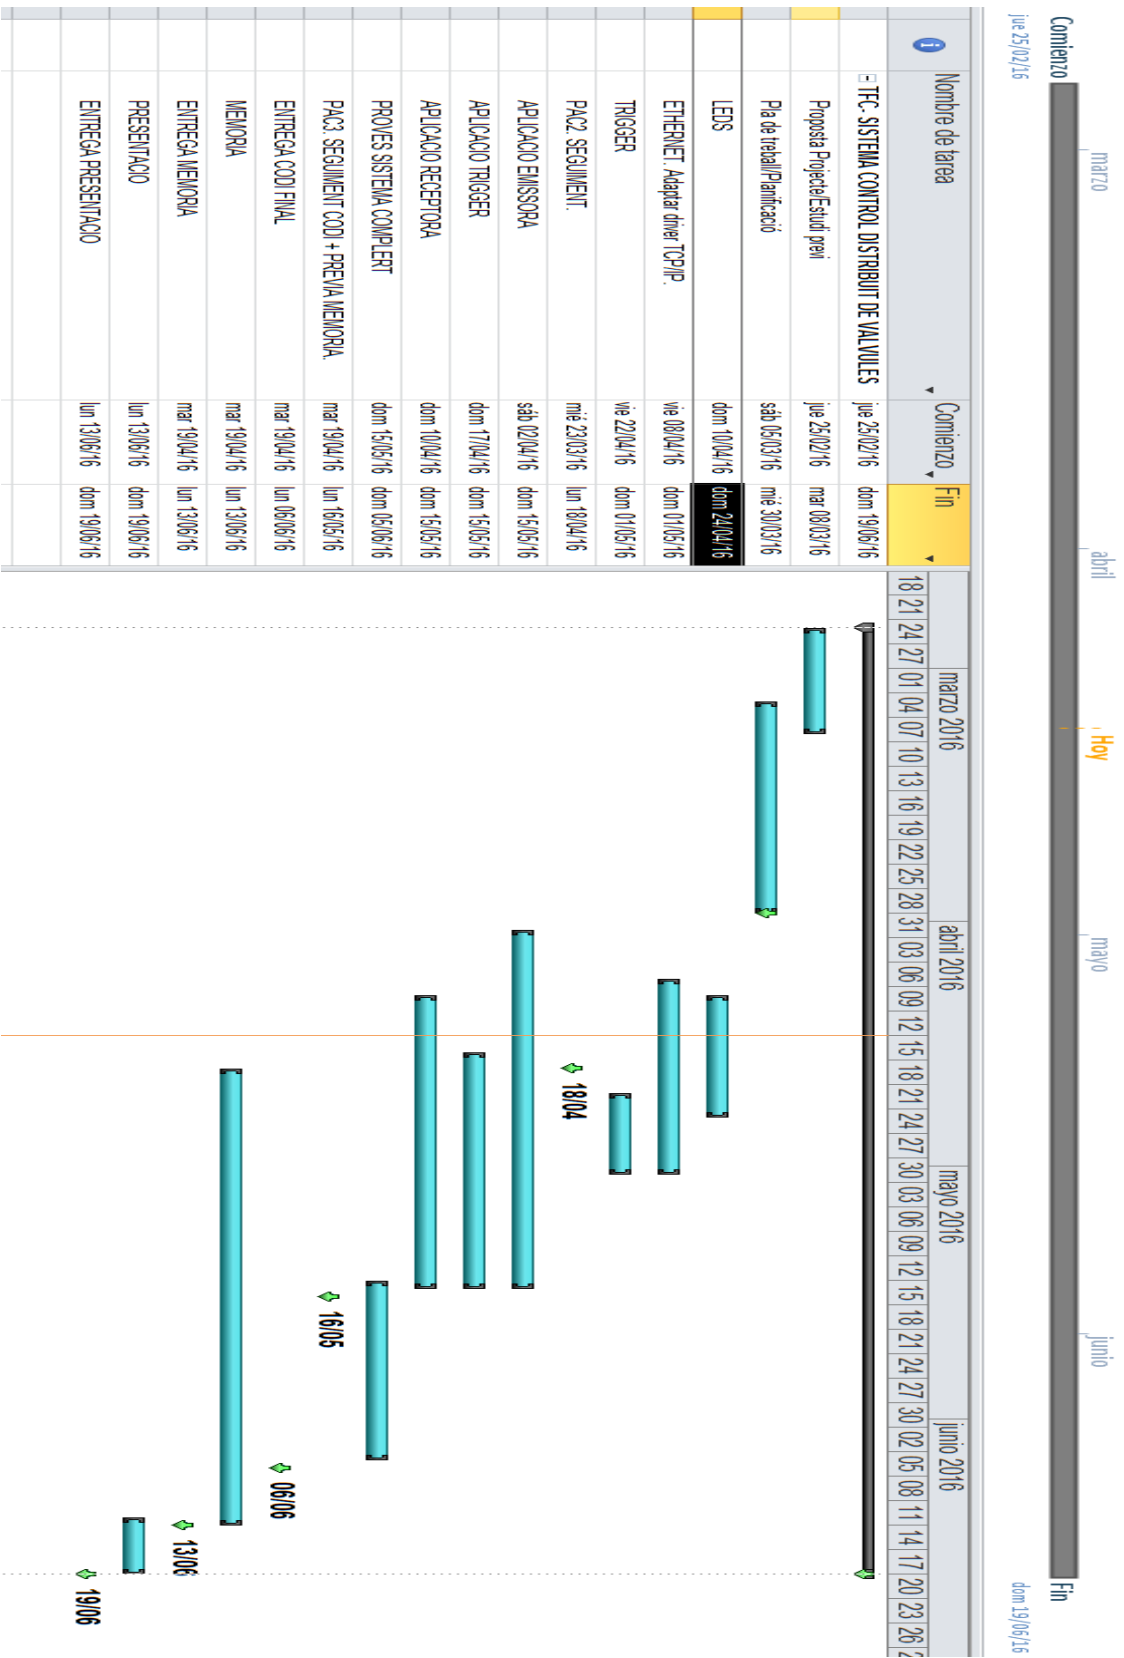 marzo abril Hoy mayo junio
Comienzo Fin
jue 25/02/16 dom 19/06/16
Nombre de tarea Comienzo Fin marzo 2016 abril 2016 mayo 2016 junio 2016
18 21 24 27 01 04 07 10 13 16 19 22 25 28 31 03 06 09 12 15 18 21 24 27 30 03 06 09 12 15 18 21 24 27 30 02 05 08 11 14 17 20 23 26
TFC- SISTEMA CONTROL DISTRIBUIT DE VALVULES jue 25/02/16 dom 19/06/16
Proposta Projecte/Estudi previ jue 25/02/16 mar 08/03/16
Pla de treball/Planificació sáb 05/03/16 mié 30/03/16
LEDS dom 10/04/16 dom 24/04/16
ETHERNET. Adaptar driver TCP/IP. vie 08/04/16 dom 01/05/16
TRIGGER vie 22/04/16 dom 01/05/16
PAC2. SEGUIMENT. mié 23/03/16 lun 18/04/16 18/04
APLICACIO EMISSORA sáb 02/04/16 dom 15/05/16
APLICACIO TRIGGER dom 17/04/16 dom 15/05/16
APLICACIO RECEPTORA dom 10/04/16 dom 15/05/16
PROVES SISTEMA COMPLERT dom 15/05/16 dom 05/06/16
PAC3. SEGUIMENT CODI + PREVIA MEMORIA. mar 19/04/16 lun 16/05/16 16/05
ENTREGA CODI FINAL mar 19/04/16 lun 06/06/16 06/06
MEMORIA mar 19/04/16 lun 13/06/16
ENTREGA MEMORIA mar 19/04/16 lun 13/06/16 13/06
PRESENTACIO lun 13/06/16 dom 19/06/16
ENTREGA PRESENTACIO lun 13/06/16 dom 19/06/16 19/06